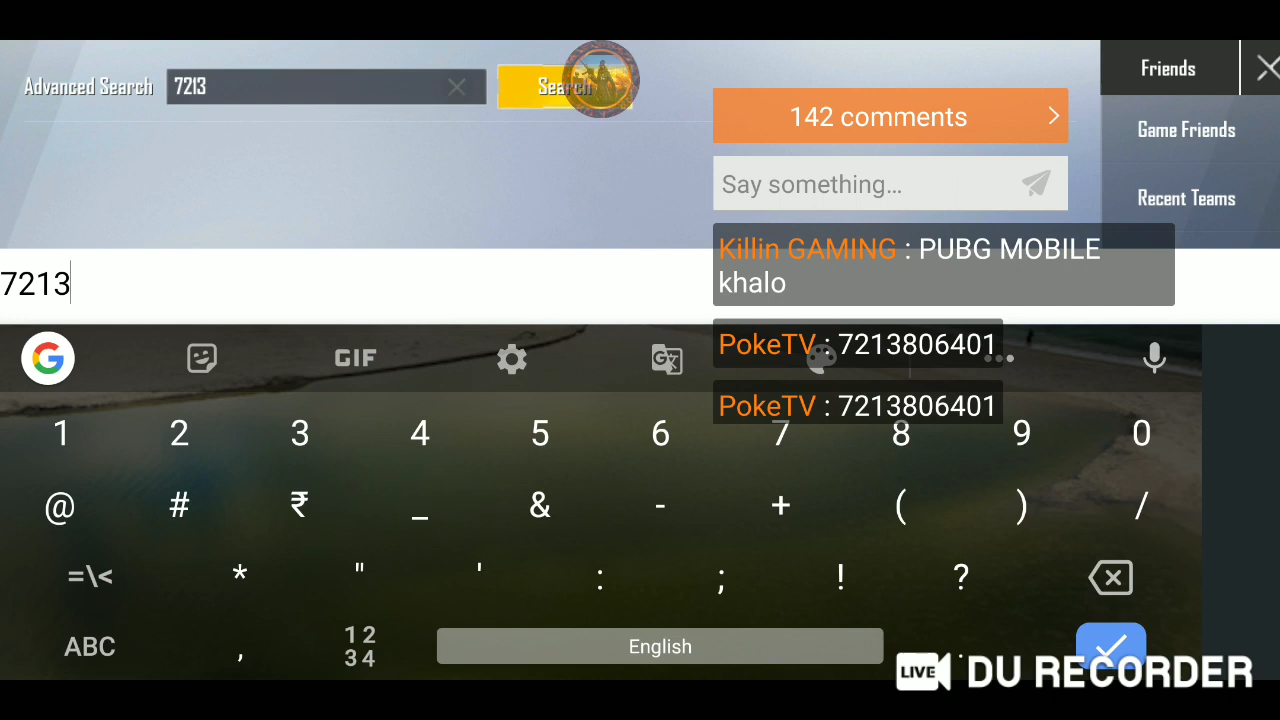 Advanced Search 7213 Search
Friends
142 comments
Game Friends
Say something...
Recent Teams
Killin GAMING : PUBG MOBILE
khalo
7213
PokeTV : 7213806401
GIF
PokeTV : 7213806401
1 2 3 4 5 6 7 8 9 0
@ # ₹ _ & - + ( ) /
=\< * " ' : ; ! ?
ABC , 12 English .
34
LIVE DU RECORDER